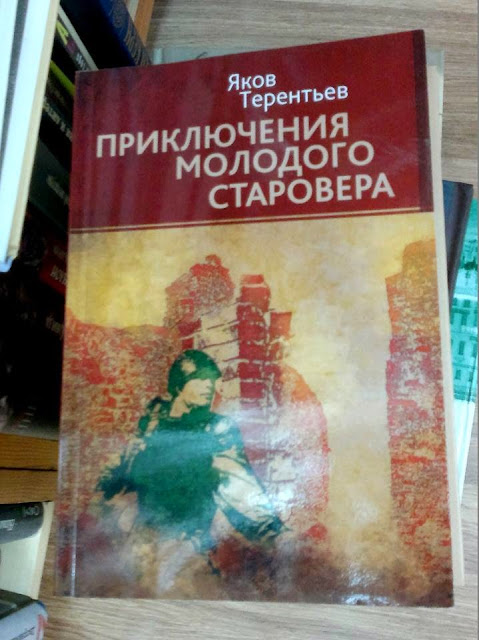 Яков
Терентьев
ПРИКЛЮЧЕНИЯ
МОЛОДОГО
СТАРОВЕРА